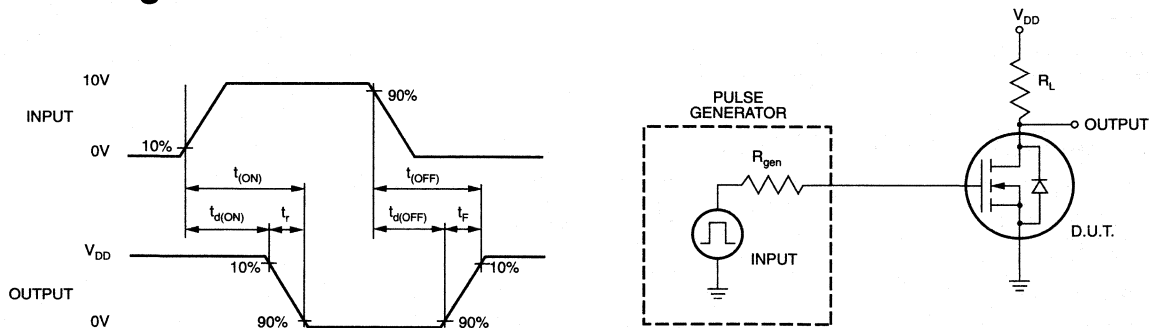 10V
INPUT
0V
10%
90%
t(ON)
t(OFF)
td(ON)
tr
td(OFF)
tF
VDD
OUTPUT
0V
10%
90%
90%
10%
PULSE
GENERATOR
Rgen
INPUT
VDD
RL
OUTPUT
D.U.T.